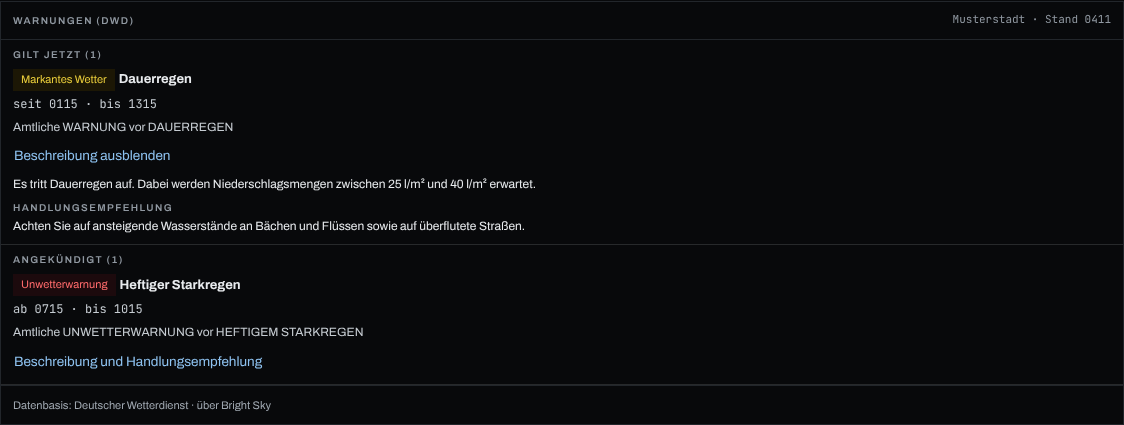 WARNUNGEN (DWD)
Musterstadt · Stand 0411
GILT JETZT (1)
Markantes Wetter Dauerregen
seit 0115 · bis 1315
Amtliche WARNUNG vor DAUERREGEN
Beschreibung ausblenden
Es tritt Dauerregen auf. Dabei werden Niederschlagsmengen zwischen 25 l/m² und 40 l/m² erwartet.
HANDLUNGSEMPFEHLUNG
Achten Sie auf ansteigende Wasserstände an Bächen und Flüssen sowie auf überflutete Straßen.
ANGEKÜNDIGT (1)
Unwetterwarnung Heftiger Starkregen
ab 0715 · bis 1015
Amtliche UNWETTERWARNUNG vor HEFTIGEM STARKREGEN
Beschreibung und Handlungsempfehlung
Datenbasis: Deutscher Wetterdienst · über Bright Sky